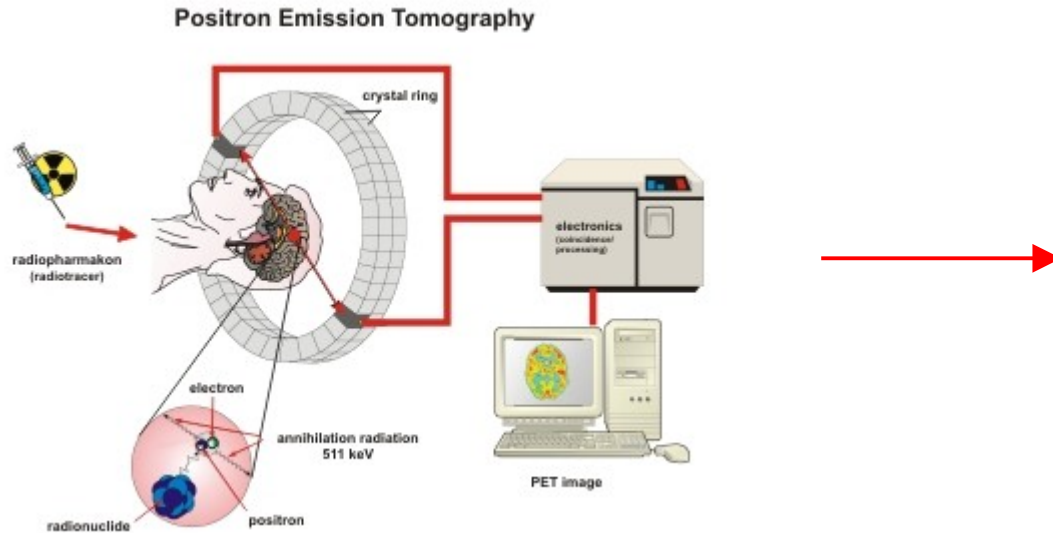 Positron Emission Tomography
crystal ring
radiopharmakon
(radiotracer)
electronics
(coincidence/
processing)
electron
annihilation radiation
511 keV
PET image
positron
radionuclide